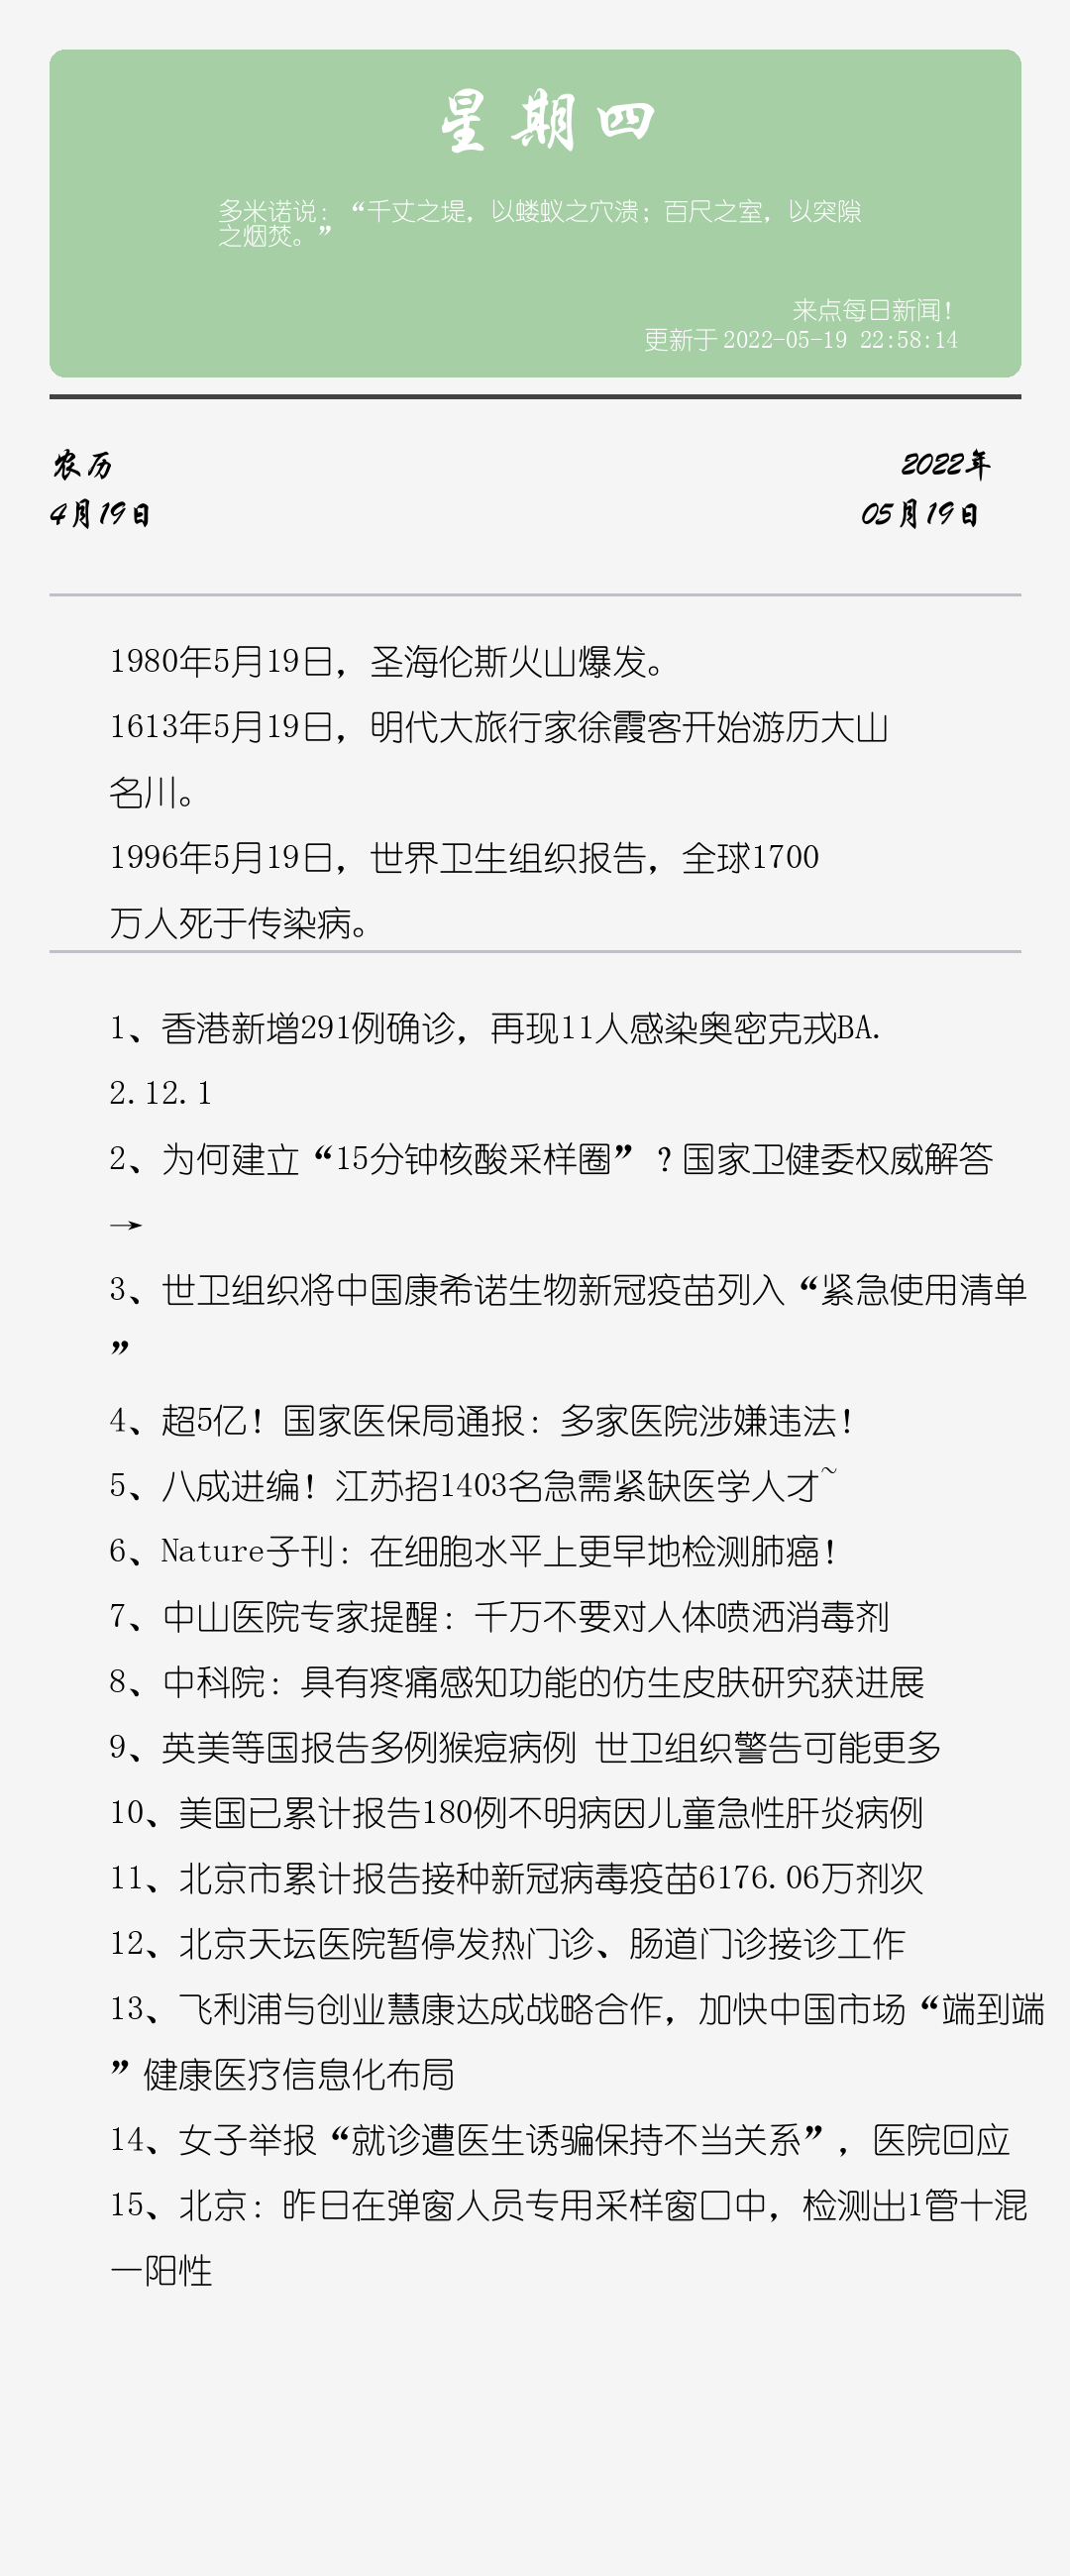 星期四
多米诺说：“千丈之堤，以蝼蚁之穴溃；百尺之室，以突隙
之烟焚。”
来点每日新闻！
更新于 2022-05-19 22:58:14
农历
2022年
4月19日
05月19日
1980年5月19日，圣海伦斯火山爆发。
1613年5月19日，明代大旅行家徐霞客开始游历大山
名川。
1996年5月19日，世界卫生组织报告，全球1700
万人死于传染病。
1、香港新增291例确诊，再现11人感染奥密克戎BA.
2.12.1
2、为何建立“15分钟核酸采样圈”？国家卫健委权威解答
→
3、世卫组织将中国康希诺生物新冠疫苗列入“紧急使用清单
”
4、超5亿！国家医保局通报：多家医院涉嫌违法！
5、八成进编！江苏招1403名急需紧缺医学人才~
6、Nature子刊：在细胞水平上更早地检测肺癌！
7、中山医院专家提醒：千万不要对人体喷洒消毒剂
8、中科院：具有疼痛感知功能的仿生皮肤研究获进展
9、英美等国报告多例猴痘病例 世卫组织警告可能更多
10、美国已累计报告180例不明病因儿童急性肝炎病例
11、北京市累计报告接种新冠病毒疫苗6176.06万剂次
12、北京天坛医院暂停发热门诊、肠道门诊接诊工作
13、飞利浦与创业慧康达成战略合作，加快中国市场“端到端
”健康医疗信息化布局
14、女子举报“就诊遭医生诱骗保持不当关系”，医院回应
15、北京：昨日在弹窗人员专用采样窗口中，检测出1管十混
一阳性